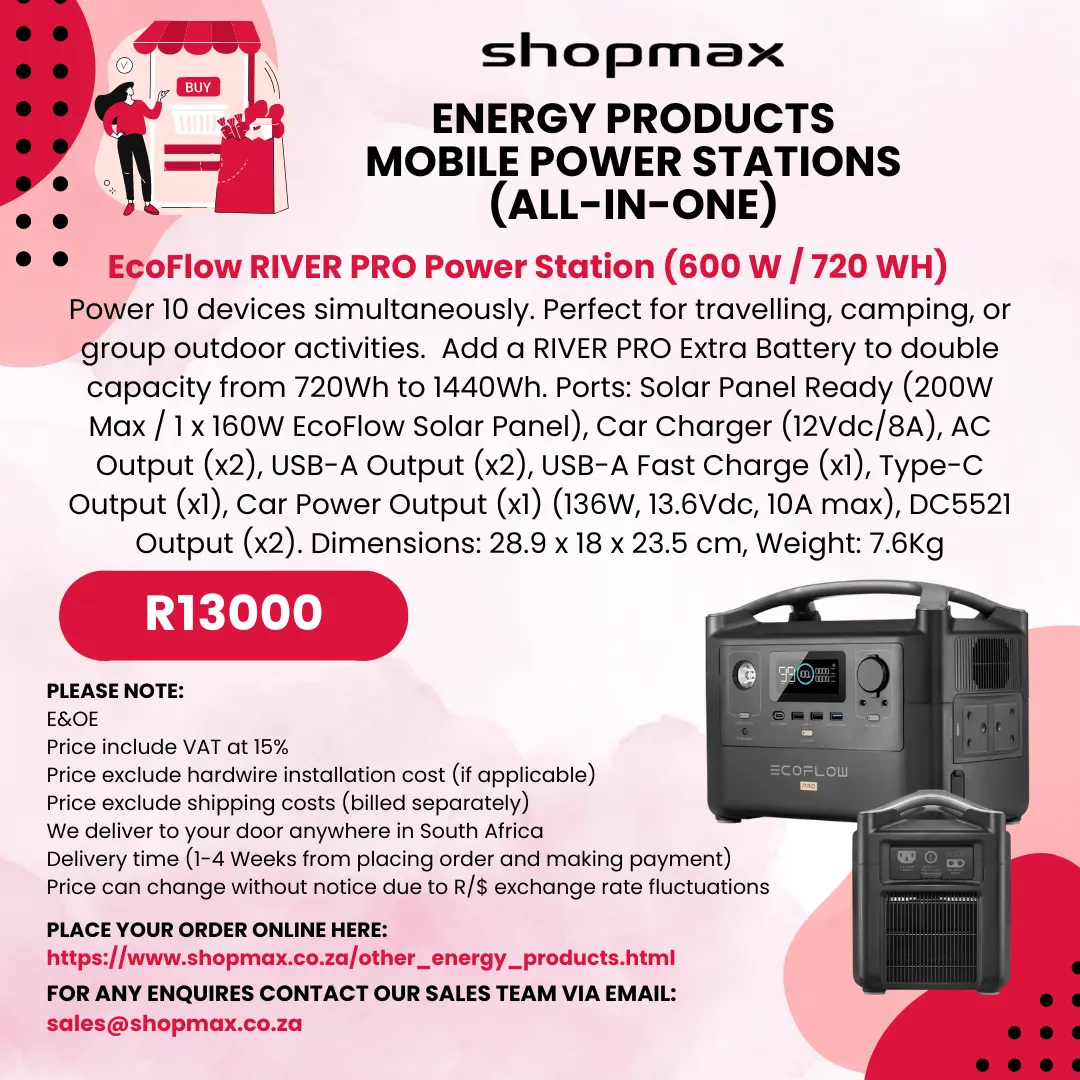 BUY
shopmax
ENERGY PRODUCTS
MOBILE POWER STATIONS
(ALL-IN-ONE)
EcoFlow RIVER PRO Power Station (600 W / 720 WH)
Power 10 devices simultaneously. Perfect for travelling, camping, or
group outdoor activities.  Add a RIVER PRO Extra Battery to double
capacity from 720Wh to 1440Wh. Ports: Solar Panel Ready (200W
Max / 1 x 160W EcoFlow Solar Panel), Car Charger (12Vdc/8A), AC
Output (x2), USB-A Output (x2), USB-A Fast Charge (x1), Type-C
Output (x1), Car Power Output (x1) (136W, 13.6Vdc, 10A max), DC5521
Output (x2). Dimensions: 28.9 x 18 x 23.5 cm, Weight: 7.6Kg
R13000
99
100
ECOFLOW
PRO
PLEASE NOTE:
E&OE
Price include VAT at 15%
Price exclude hardwire installation cost (if applicable)
Price exclude shipping costs (billed separately)
We deliver to your door anywhere in South Africa
Delivery time (1-4 Weeks from placing order and making payment)
Price can change without notice due to R/$ exchange rate fluctuations
PLACE YOUR ORDER ONLINE HERE:
https://www.shopmax.co.za/other_energy_products.html
FOR ANY ENQUIRES CONTACT OUR SALES TEAM VIA EMAIL:
sales@shopmax.co.za